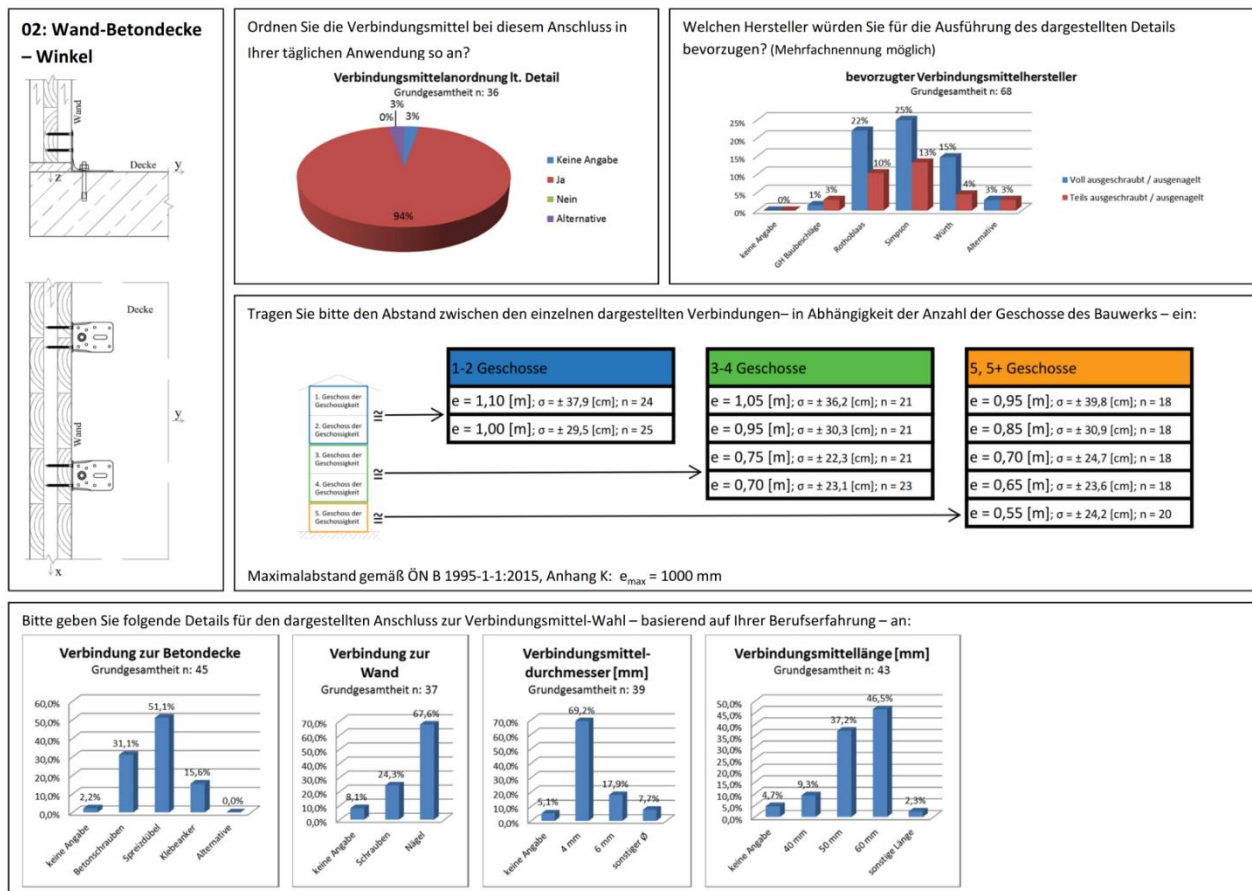 02: Wand-Betondecke
– Winkel
Wand
Decke
y
z
Decke
y
Wand
x
Ordnen Sie die Verbindungsmittel bei diesem Anschluss in
Ihrer täglichen Anwendung so an?
Verbindungsmittelanordnung lt. Detail
Grundgesamtheit n: 36
3%
0%
3%
94%
Keine Angabe
Ja
Nein
Alternative
Welchen Hersteller würden Sie für die Ausführung des dargestellten Details
bevorzugen? (Mehrfachnennung möglich)
bevorzugter Verbindungsmittelhersteller
Grundgesamtheit n: 68
25%
20%
15%
10%
5%
0%
0%
1%
3%
22%
10%
25%
13%
15%
4%
3%
3%
keine Angabe
GH Baubeschläge
Rothoblaas
Simpson
Würth
Alternative
Voll ausgeschraubt / ausgenagelt
Teils ausgeschraubt / ausgenagelt
Tragen Sie bitte den Abstand zwischen den einzelnen dargestellten Verbindungen– in Abhängigkeit der Anzahl der Geschosse des Bauwerks – ein:
1. Geschoss der
Geschossigkeit
2. Geschoss der
Geschossigkeit
3. Geschoss der
Geschossigkeit
4. Geschoss der
Geschossigkeit
5. Geschoss der
Geschossigkeit
1-2 Geschosse
e = 1,10 [m]; σ = ± 37,9 [cm]; n = 24
e = 1,00 [m]; σ = ± 29,5 [cm]; n = 25
3-4 Geschosse
e = 1,05 [m]; σ = ± 36,2 [cm]; n = 21
e = 0,95 [m]; σ = ± 30,3 [cm]; n = 21
e = 0,75 [m]; σ = ± 22,3 [cm]; n = 21
e = 0,70 [m]; σ = ± 23,1 [cm]; n = 23
5, 5+ Geschosse
e = 0,95 [m]; σ = ± 39,8 [cm]; n = 18
e = 0,85 [m]; σ = ± 30,9 [cm]; n = 18
e = 0,70 [m]; σ = ± 24,7 [cm]; n = 18
e = 0,65 [m]; σ = ± 23,6 [cm]; n = 18
e = 0,55 [m]; σ = ± 24,2 [cm]; n = 20
Maximalabstand gemäß ÖN B 1995-1-1:2015, Anhang K: emax = 1000 mm
Bitte geben Sie folgende Details für den dargestellten Anschluss zur Verbindungsmittel-Wahl – basierend auf Ihrer Berufserfahrung – an:
Verbindung zur Betondecke
Grundgesamtheit n: 45
60,0%
50,0%
40,0%
30,0%
20,0%
10,0%
0,0%
2,2%
31,1%
51,1%
15,6%
0,0%
keine Angabe
Betonschrauben
Spreizdübel
Klebeanker
Alternative
Verbindung zur
Wand
Grundgesamtheit n: 37
70,0%
60,0%
50,0%
40,0%
30,0%
20,0%
10,0%
0,0%
8,1%
24,3%
67,6%
keine Angabe
Schrauben
Nägel
Verbindungsmittel-
durchmesser [mm]
Grundgesamtheit n: 39
70,0%
60,0%
50,0%
40,0%
30,0%
20,0%
10,0%
0,0%
5,1%
69,2%
17,9%
7,7%
keine Angabe
4 mm
6 mm
sonstiger Ø
Verbindungsmittellänge [mm]
Grundgesamtheit n: 43
50,0%
45,0%
40,0%
35,0%
30,0%
25,0%
20,0%
15,0%
10,0%
5,0%
0,0%
4,7%
9,3%
37,2%
46,5%
2,3%
keine Angabe
40 mm
50 mm
60 mm
sonstige Länge